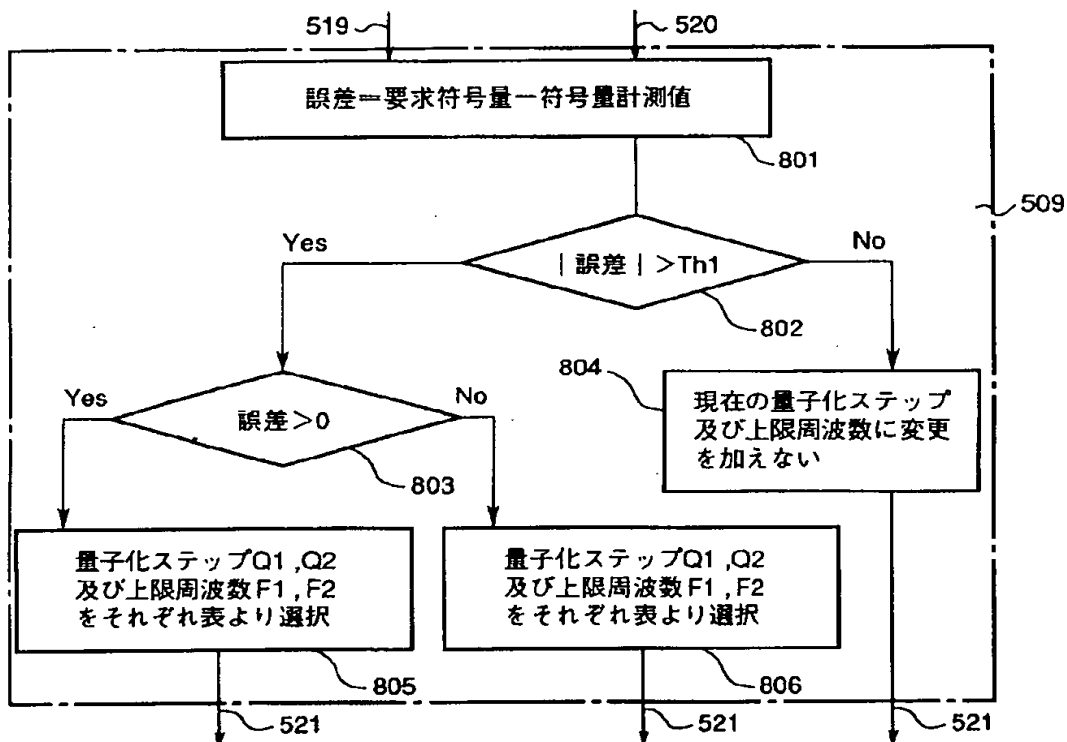 519
520
誤差＝要求符号量－符号量計測値
801
509
Yes
No
｜誤差｜＞Th1
802
804
Yes
No
誤差＞0
803
現在の量子化ステップ
及び上限周波数に変更
を加えない
量子化ステップQ1,Q2
及び上限周波数F1,F2
をそれぞれ表より選択
量子化ステップQ1,Q2
及び上限周波数F1,F2
をそれぞれ表より選択
805
806
521
521
521